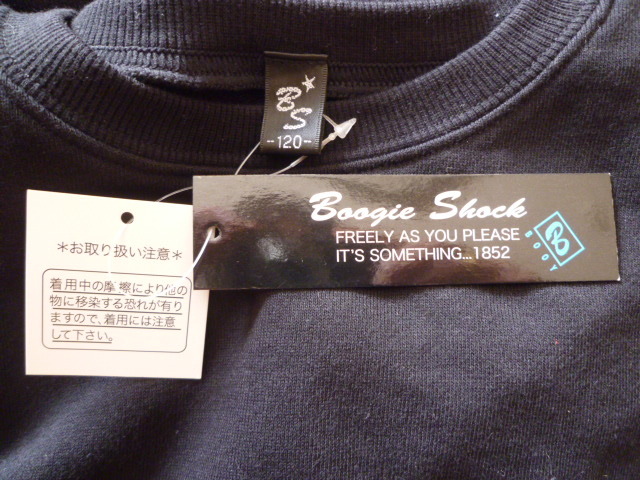 BS
-120-
Boogie Shock
FREELY AS YOU PLEASE
IT'S SOMETHING...1852
B
BODY
＊お取り扱い注意＊
着用中の摩擦により他の
物に移染する恐れが有り
ますので、着用には注意
して下さい。